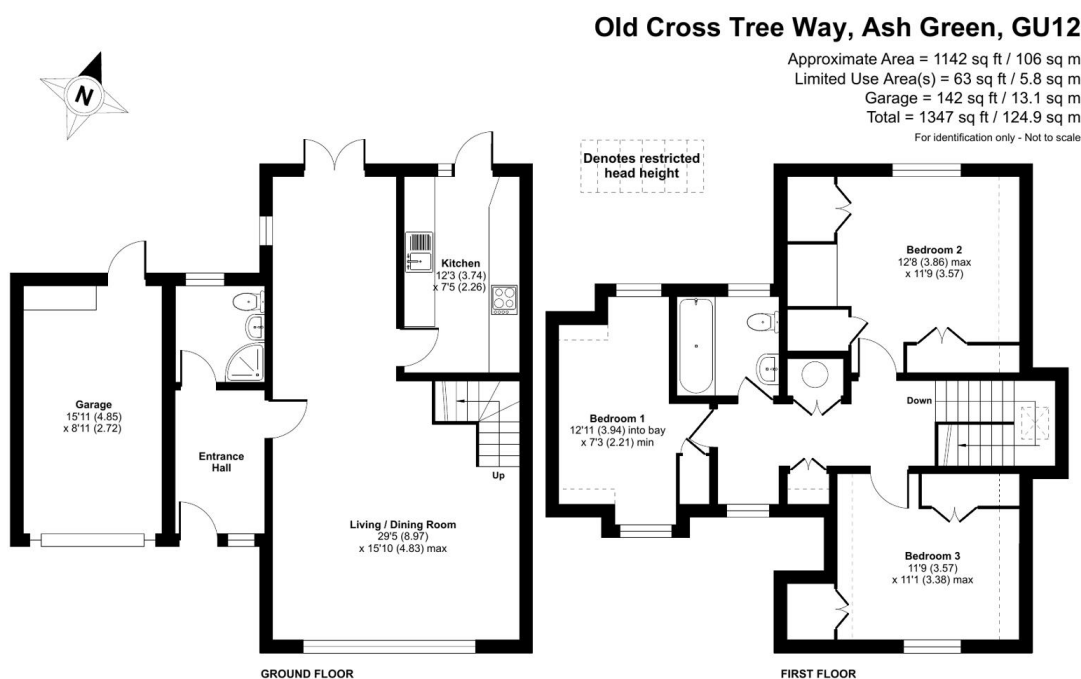 Old Cross Tree Way, Ash Green, GU12
Approximate Area = 1142 sq ft / 106 sq m
Limited Use Area(s) = 63 sq ft / 5.8 sq m
Garage = 142 sq ft / 13.1 sq m
Total = 1347 sq ft / 124.9 sq m
For identification only - Not to scale
N
Denotes restricted
head height
Kitchen
12'3 (3.74)
x 7'5 (2.26)
Garage
15'11 (4.85)
x 8'11 (2.72)
Entrance
Hall
Up
Living / Dining Room
29'5 (8.97)
x 15'10 (4.83) max
GROUND FLOOR
Bedroom 2
12'8 (3.86) max
x 11'9 (3.57)
Bedroom 1
12'11 (3.94) into bay
x 7'3 (2.21) min
Down
Bedroom 3
11'9 (3.57)
x 11'1 (3.38) max
FIRST FLOOR